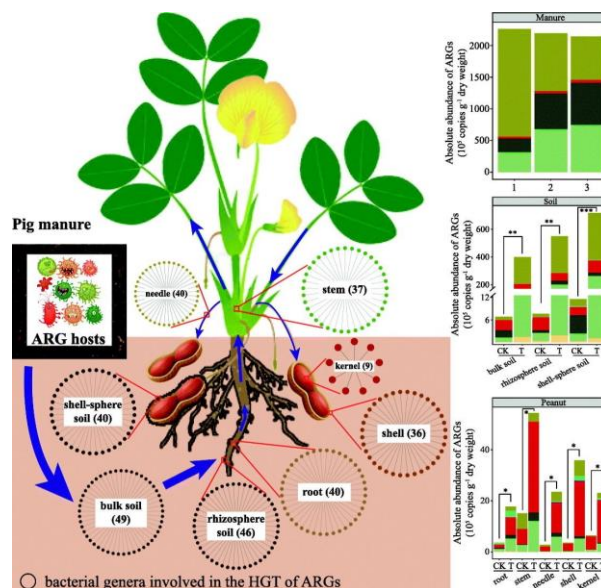 Pig manure
ARG hosts
needle (40)
stem (37)
kernel (9)
shell-sphere
soil (40)
shell (36)
bulk soil
(49)
rhizosphere
soil (46)
root (40)
bacterial genera involved in the HGT of ARGs
Manure
Absolute abundance of ARGs
(10⁵ copies g⁻¹ dry weight)
2000
1500
1000
500
0
1 2 3
Soil
Absolute abundance of ARGs
(10⁵ copies g⁻¹ dry weight)
600
400
200
12
6
0
** ** ***
CK T CK T CK T
bulk soil
rhizosphere soil
shell-sphere soil
Peanut
Absolute abundance of ARGs
(10⁵ copies g⁻¹ dry weight)
40
20
0
* * * * *
CK T CK T CK T CK T CK T
root
stem
needle
shell
kernel